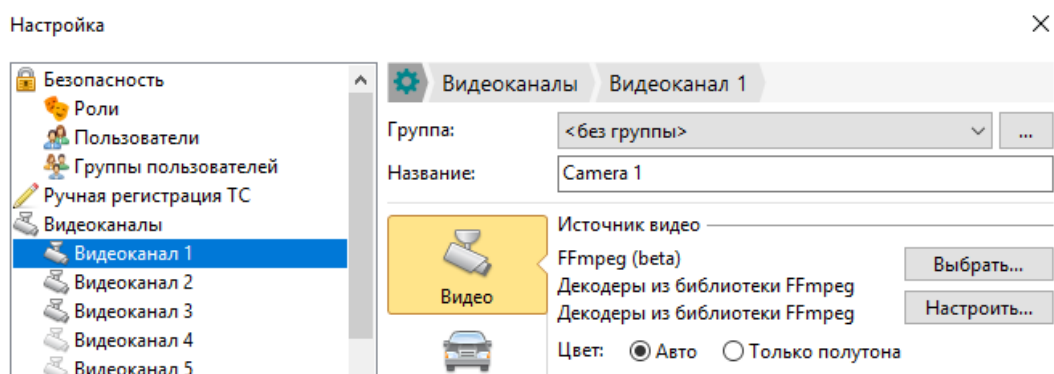 Настройка
Безопасность
Роли
Пользователи
Группы пользователей
Ручная регистрация ТС
Видеоканалы
Видеоканал 1
Видеоканал 2
Видеоканал 3
Видеоканал 4
Видеоканал 5
Видеоканалы Видеоканал 1
Группа: <без группы> ...
Название: Camera 1
Видео
Источник видео
FFmpeg (beta) Выбрать...
Декодеры из библиотеки FFmpeg
Декодеры из библиотеки FFmpeg Настроить...
Цвет: Авто Только полутона